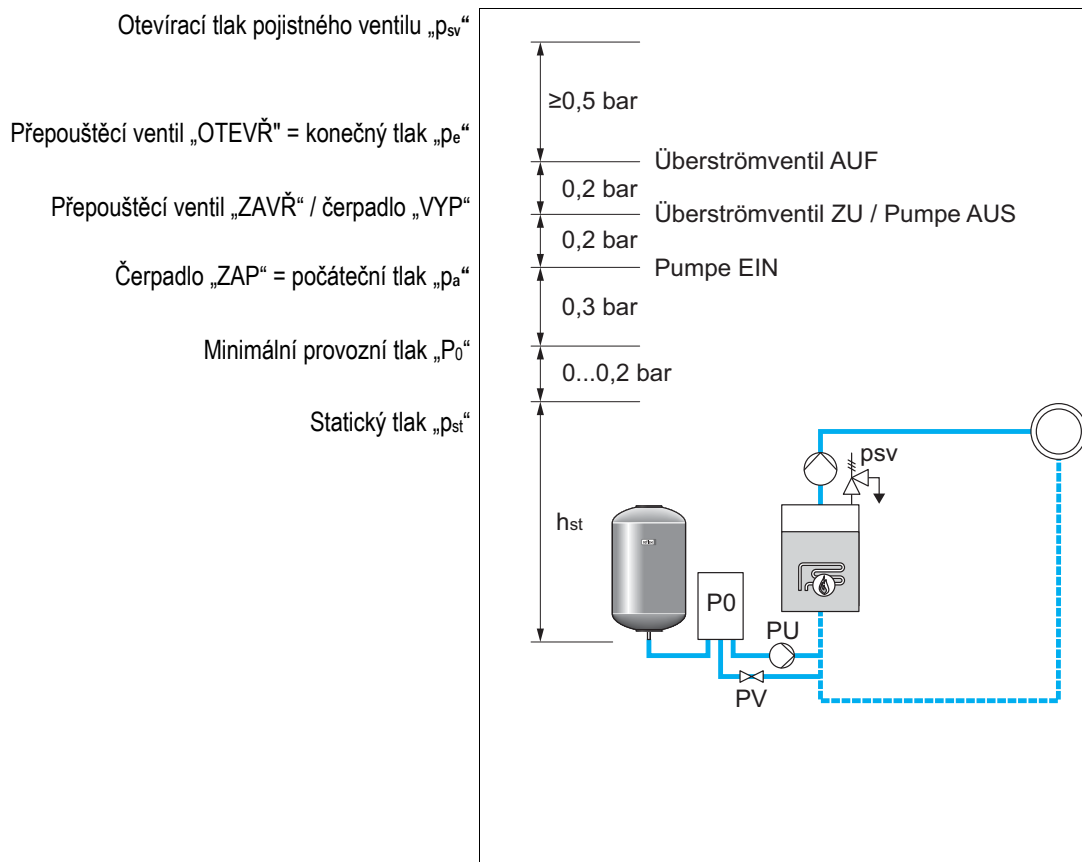 Otevírací tlak pojistného ventilu „psv“
≥0,5 bar
Přepouštěcí ventil „OTEVŘ" = konečný tlak „pe“
Überströmventil AUF
0,2 bar
Přepouštěcí ventil „ZAVŘ“ / čerpadlo „VYP“
Überströmventil ZU / Pumpe AUS
0,2 bar
Čerpadlo „ZAP“ = počáteční tlak „pa“
Pumpe EIN
0,3 bar
Minimální provozní tlak „P0“
0...0,2 bar
Statický tlak „pst“
psv
hst
P0
PU
PV